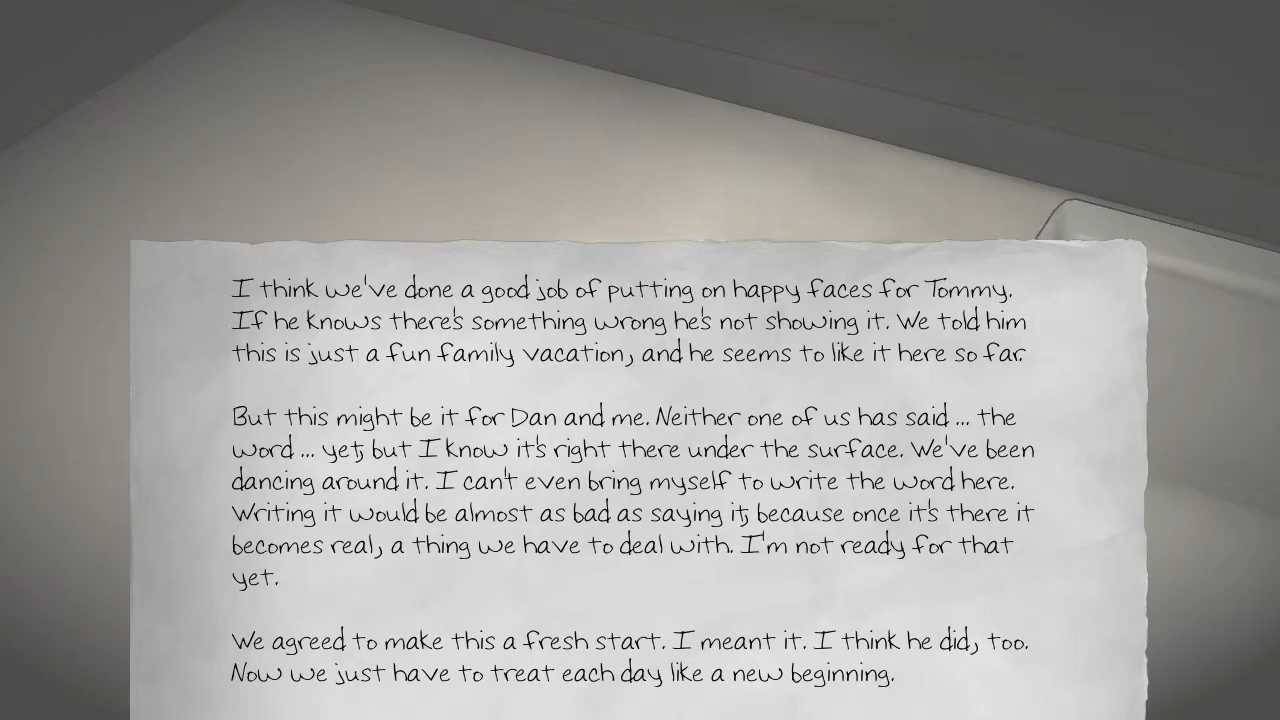 I think we've done a good job of putting on happy faces for Tommy.
If he knows there's something wrong he's not showing it. We told him
this is just a fun family vacation, and he seems to like it here so far.
But this might be it for Dan and me. Neither one of us has said ... the
word ... yet, but I know it's right there under the surface. We've been
dancing around it. I can't even bring myself to write the word here.
Writing it would be almost as bad as saying it, because once it's there it
becomes real, a thing we have to deal with. I'm not ready for that
yet.
We agreed to make this a fresh start. I meant it. I think he did, too.
Now we just have to treat each day like a new beginning.